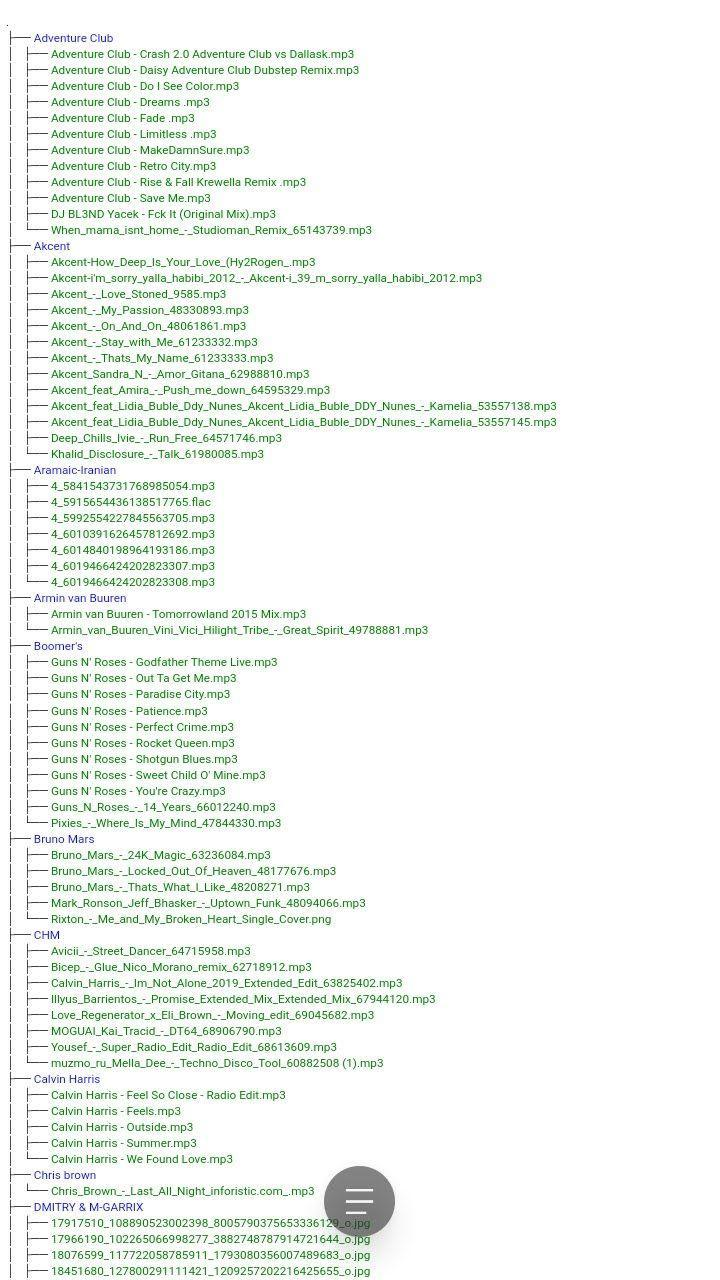 .
├── Adventure Club
│   ├── Adventure Club - Crash 2.0 Adventure Club vs Dallask.mp3
│   ├── Adventure Club - Daisy Adventure Club Dubstep Remix.mp3
│   ├── Adventure Club - Do I See Color.mp3
│   ├── Adventure Club - Dreams .mp3
│   ├── Adventure Club - Fade .mp3
│   ├── Adventure Club - Limitless .mp3
│   ├── Adventure Club - MakeDamnSure.mp3
│   ├── Adventure Club - Retro City.mp3
│   ├── Adventure Club - Rise & Fall Krewella Remix .mp3
│   ├── Adventure Club - Save Me.mp3
│   ├── DJ BL3ND Yacek - Fck It (Original Mix).mp3
│   └── When_mama_isnt_home_-_Studioman_Remix_65143739.mp3
├── Akcent
│   ├── Akcent-How_Deep_Is_Your_Love_(Hy2Rogen_.mp3
│   ├── Akcent-i'm_sorry_yalla_habibi_2012_-_Akcent-i_39_m_sorry_yalla_habibi_2012.mp3
│   ├── Akcent_-_Love_Stoned_9585.mp3
│   ├── Akcent_-_My_Passion_48330893.mp3
│   ├── Akcent_-_On_And_On_48061861.mp3
│   ├── Akcent_-_Stay_with_Me_61233332.mp3
│   ├── Akcent_-_Thats_My_Name_61233333.mp3
│   ├── Akcent_Sandra_N_-_Amor_Gitana_62988810.mp3
│   ├── Akcent_feat_Amira_-_Push_me_down_64595329.mp3
│   ├── Akcent_feat_Lidia_Buble_Ddy_Nunes_Akcent_Lidia_Buble_DDY_Nunes_-_Kamelia_53557138.mp3
│   ├── Akcent_feat_Lidia_Buble_Ddy_Nunes_Akcent_Lidia_Buble_DDY_Nunes_-_Kamelia_53557145.mp3
│   ├── Deep_Chills_Ivie_-_Run_Free_64571746.mp3
│   └── Khalid_Disclosure_-_Talk_61980085.mp3
├── Aramaic-Iranian
│   ├── 4_5841543731768985054.mp3
│   ├── 4_5915654436138517765.flac
│   ├── 4_5992554227845563705.mp3
│   ├── 4_6010391626457812692.mp3
│   ├── 4_6014840198964193186.mp3
│   ├── 4_6019466424202823307.mp3
│   └── 4_6019466424202823308.mp3
├── Armin van Buuren
│   ├── Armin van Buuren - Tomorrowland 2015 Mix.mp3
│   └── Armin_van_Buuren_Vini_Vici_Hilight_Tribe_-_Great_Spirit_49788881.mp3
├── Boomer's
│   ├── Guns N' Roses - Godfather Theme Live.mp3
│   ├── Guns N' Roses - Out Ta Get Me.mp3
│   ├── Guns N' Roses - Paradise City.mp3
│   ├── Guns N' Roses - Patience.mp3
│   ├── Guns N' Roses - Perfect Crime.mp3
│   ├── Guns N' Roses - Rocket Queen.mp3
│   ├── Guns N' Roses - Shotgun Blues.mp3
│   ├── Guns N' Roses - Sweet Child O' Mine.mp3
│   ├── Guns N' Roses - You're Crazy.mp3
│   ├── Guns_N_Roses_-_14_Years_66012240.mp3
│   └── Pixies_-_Where_Is_My_Mind_47844330.mp3
├── Bruno Mars
│   ├── Bruno_Mars_-_24K_Magic_63236084.mp3
│   ├── Bruno_Mars_-_Locked_Out_Of_Heaven_48177676.mp3
│   ├── Bruno_Mars_-_Thats_What_I_Like_48208271.mp3
│   ├── Mark_Ronson_Jeff_Bhasker_-_Uptown_Funk_48094066.mp3
│   └── Rixton_-_Me_and_My_Broken_Heart_Single_Cover.png
├── CHM
│   ├── Avicii_-_Street_Dancer_64715958.mp3
│   ├── Bicep_-_Glue_Nico_Morano_remix_62718912.mp3
│   ├── Calvin_Harris_-_Im_Not_Alone_2019_Extended_Edit_63825402.mp3
│   ├── Illyus_Barrientos_-_Promise_Extended_Mix_Extended_Mix_67944120.mp3
│   ├── Love_Regenerator_x_Eli_Brown_-_Moving_edit_69045682.mp3
│   ├── MOGUAI_Kai_Tracid_-_DT64_68906790.mp3
│   ├── Yousef_-_Super_Radio_Edit_Radio_Edit_68613609.mp3
│   └── muzmo_ru_Mella_Dee_-_Techno_Disco_Tool_60882508 (1).mp3
├── Calvin Harris
│   ├── Calvin Harris - Feel So Close - Radio Edit.mp3
│   ├── Calvin Harris - Feels.mp3
│   ├── Calvin Harris - Outside.mp3
│   ├── Calvin Harris - Summer.mp3
│   └── Calvin Harris - We Found Love.mp3
├── Chris brown
│   └── Chris_Brown_-_Last_All_Night_inforistic.com_.mp3
├── DMITRY & M-GARRIX
│   ├── 17917510_108890523002398_8005790375653336129_o.jpg
│   ├── 17966190_102265066998277_3882748787914721644_o.jpg
│   ├── 18076599_117722058785911_1793080356007489683_o.jpg
│   ├── 18451680_127800291111421_1209257202216425655_o.jpg